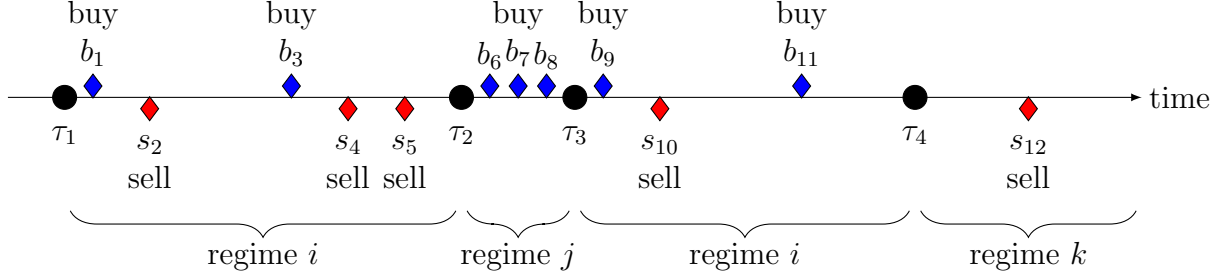 buy buy buy buy buy
b₁ b₃ b₆ b₇ b₈ b₉ b₁₁
time
τ₁ s₂ s₄ s₅ τ₂ τ₃ s₁₀ τ₄ s₁₂
sell sell sell sell sell
regime i regime j regime i regime k